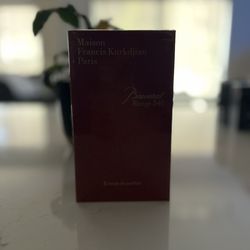 Maison
Francis Kurkdjian
Paris
Baccarat
Rouge 540
Extrait de parfum